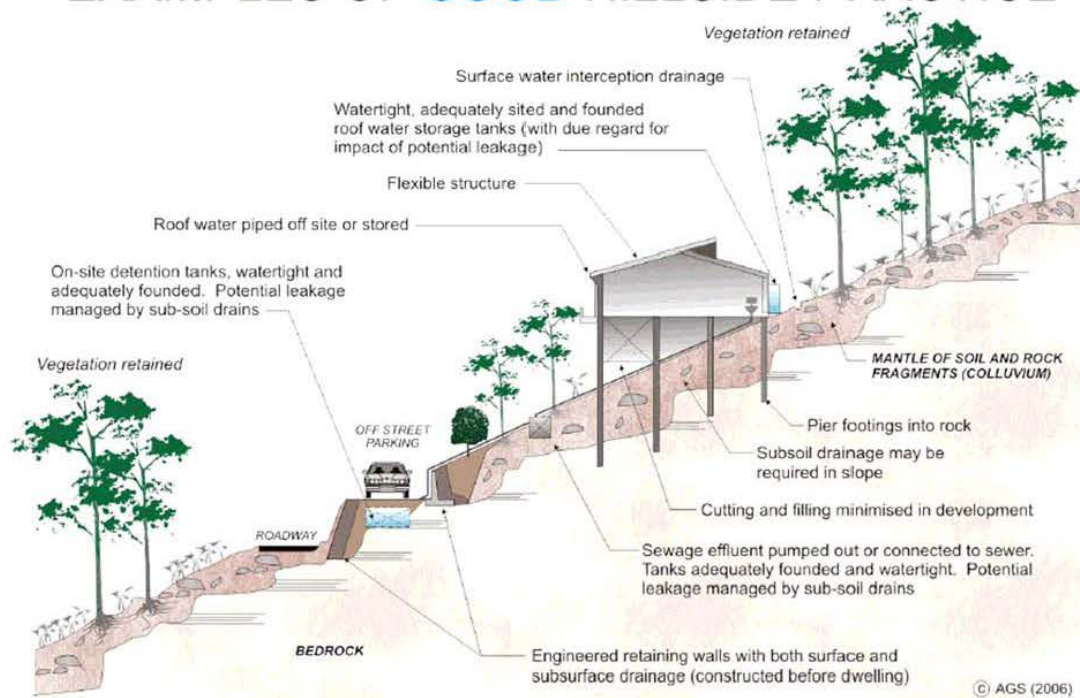 EXAMPLES OF GOOD HILLSIDE PRACTICE
Vegetation retained
Surface water interception drainage
Watertight, adequately sited and founded
roof water storage tanks (with due regard for
impact of potential leakage)
Flexible structure
Roof water piped off site or stored
On-site detention tanks, watertight and
adequately founded. Potential leakage
managed by sub-soil drains
Vegetation retained
OFF STREET
PARKING
ROADWAY
MANTLE OF SOIL AND ROCK
FRAGMENTS (COLLUVIUM)
Pier footings into rock
Subsoil drainage may be
required in slope
Cutting and filling minimised in development
Sewage effluent pumped out or connected to sewer.
Tanks adequately founded and watertight. Potential
leakage managed by sub-soil drains
BEDROCK
Engineered retaining walls with both surface and
subsurface drainage (constructed before dwelling)
© AGS (2006)